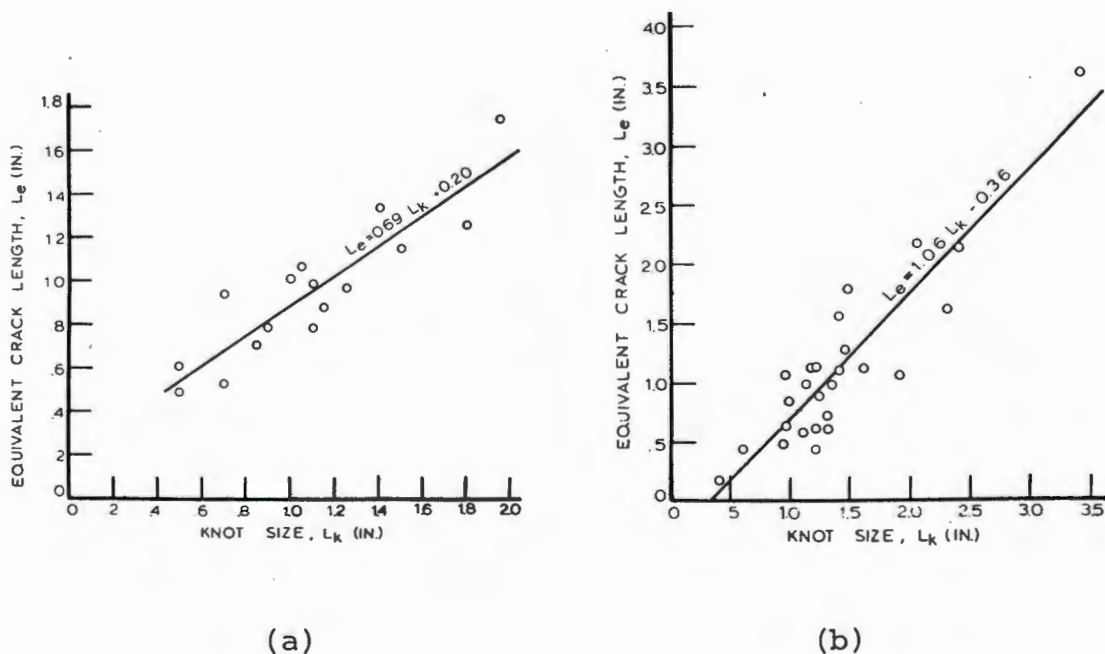 EQUIVALENT CRACK LENGTH, Le (IN.)
1.8
1.6
1.4
1.2
1.0
.8
.6
.4
.2
0
Le = 0.69 Lk + 0.20
0 .2 .4 .6 .8 1.0 1.2 1.4 1.6 1.8 2.0
KNOT SIZE, Lk (IN.)
(a)
EQUIVALENT CRACK LENGTH, Le (IN.)
4.0
3.5
3.0
2.5
2.0
1.5
1.0
.5
0
Le = 1.06 Lk - 0.36
0 .5 1.0 1.5 2.0 2.5 3.0 3.5
KNOT SIZE, Lk (IN.)
(b)